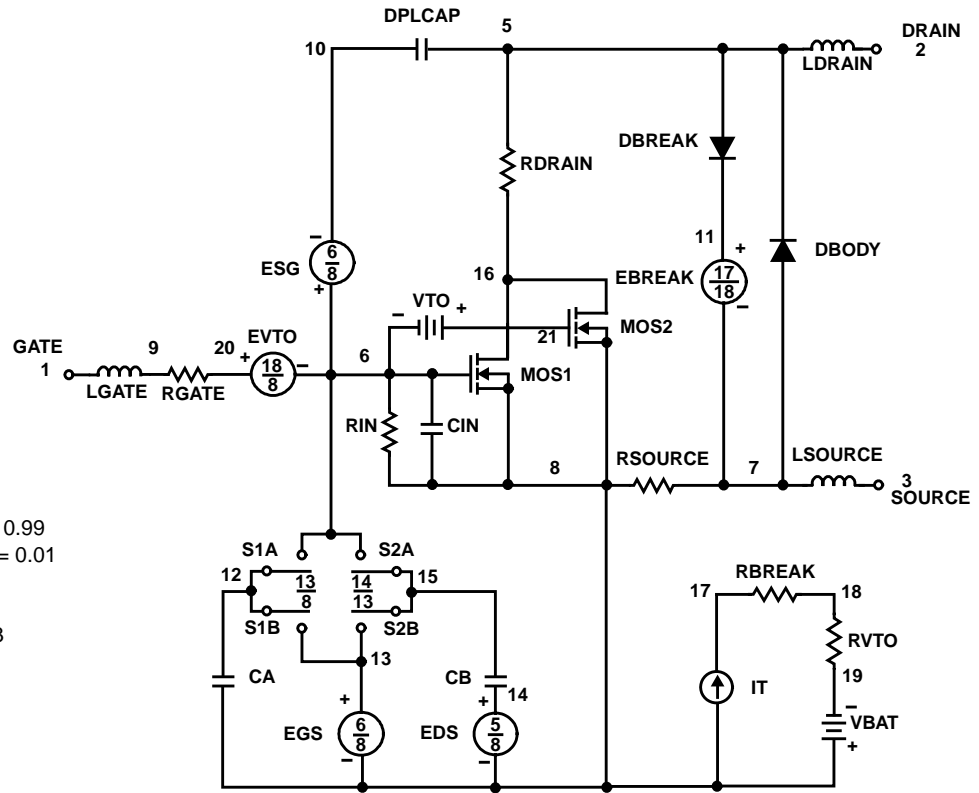 DPLCAP
5
DRAIN
2
10
LDRAIN
DBREAK
RDRAIN
11
+
−
6
8
ESG
+
16
EBREAK
17
18
−
DBODY
− VTO +
21
MOS2
EVTO
GATE
1
9
20
+
18
8
−
6
MOS1
LGATE
RGATE
RIN
CIN
8
RSOURCE
7
LSOURCE
3
SOURCE
0.99
= 0.01
S1A
S2A
12
13
8
14
13
15
S1B
S2B
13
CA
CB
14
+
EGS
6
8
−
+
EDS
5
8
−
RBREAK
17
18
RVTO
19
IT
−
VBAT
+